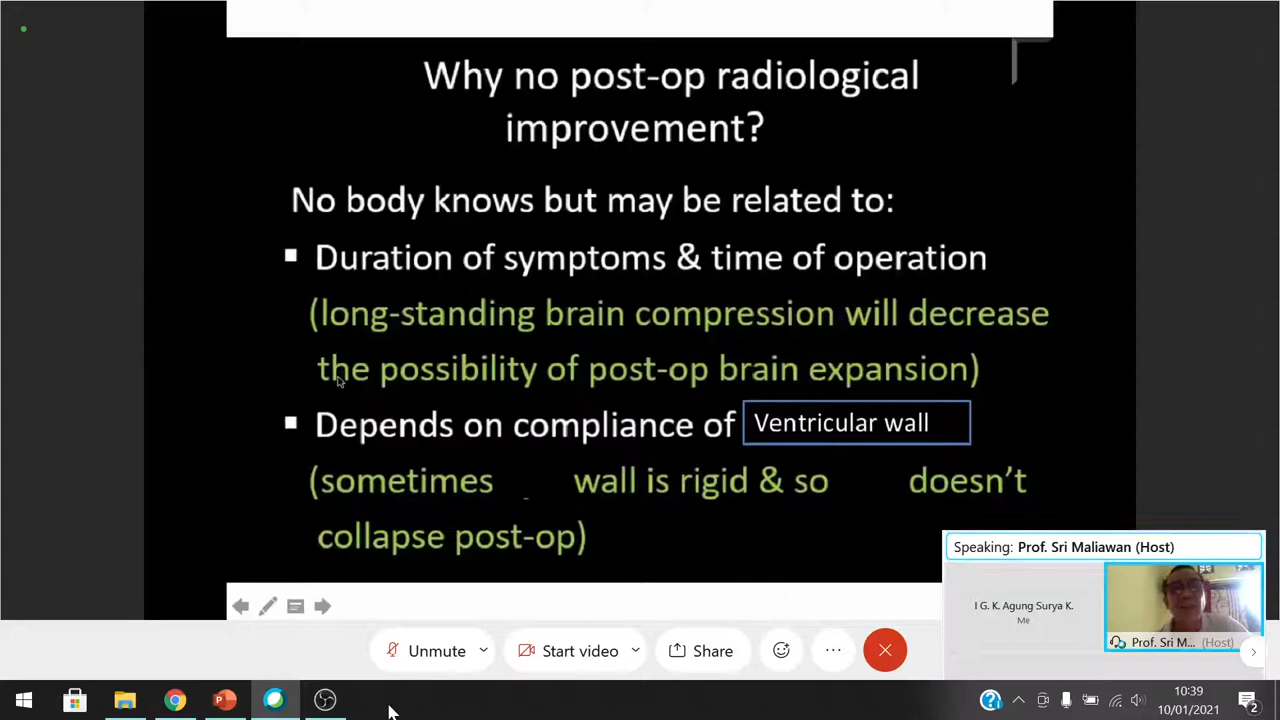 Why no post-op radiological
improvement?
No body knows but may be related to:
Duration of symptoms & time of operation
(long-standing brain compression will decrease
the possibility of post-op brain expansion)
Depends on compliance of Ventricular wall
(sometimes wall is rigid & so doesn't
collapse post-op)
Speaking: Prof. Sri Maliawan (Host)
I G. K. Agung Surya K.
Me
Prof. Sri M... (Host)
Unmute
Start video
Share
10:39
10/01/2021
2